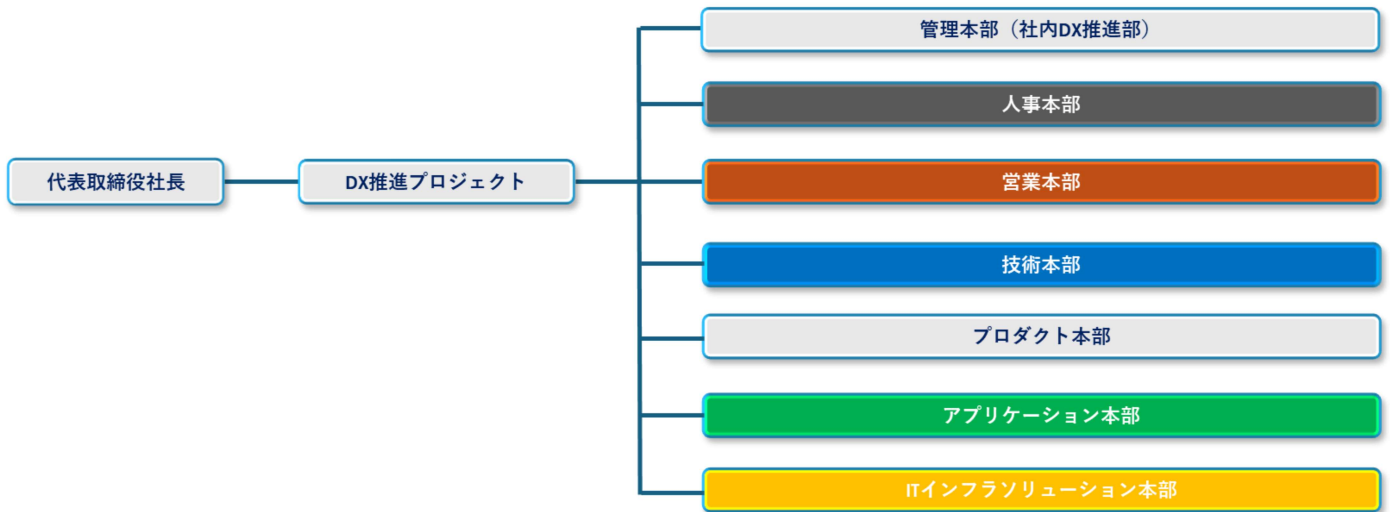 代表取締役社長
DX推進プロジェクト
管理本部（社内DX推進部）
人事本部
営業本部
技術本部
プロダクト本部
アプリケーション本部
ITインフラソリューション本部